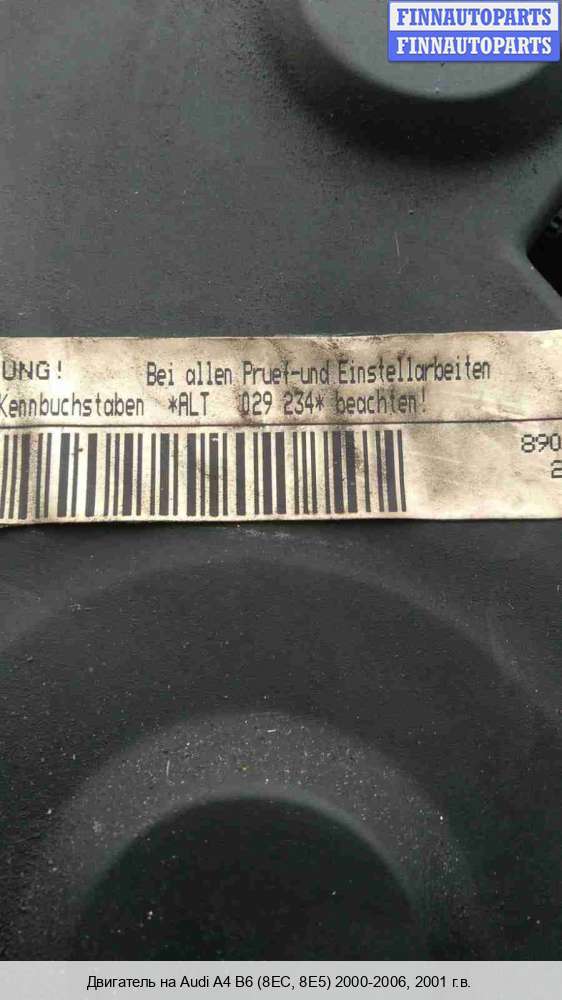 FINNAUTOPARTS
FINNAUTOPARTS
UNG! Bei allen Pruef-und Einstellarbeiten
Kennbuchstaben *ALT 029 234* beachten!
890
2
Двигатель на Audi A4 B6 (8EC, 8E5) 2000-2006, 2001 г.в.